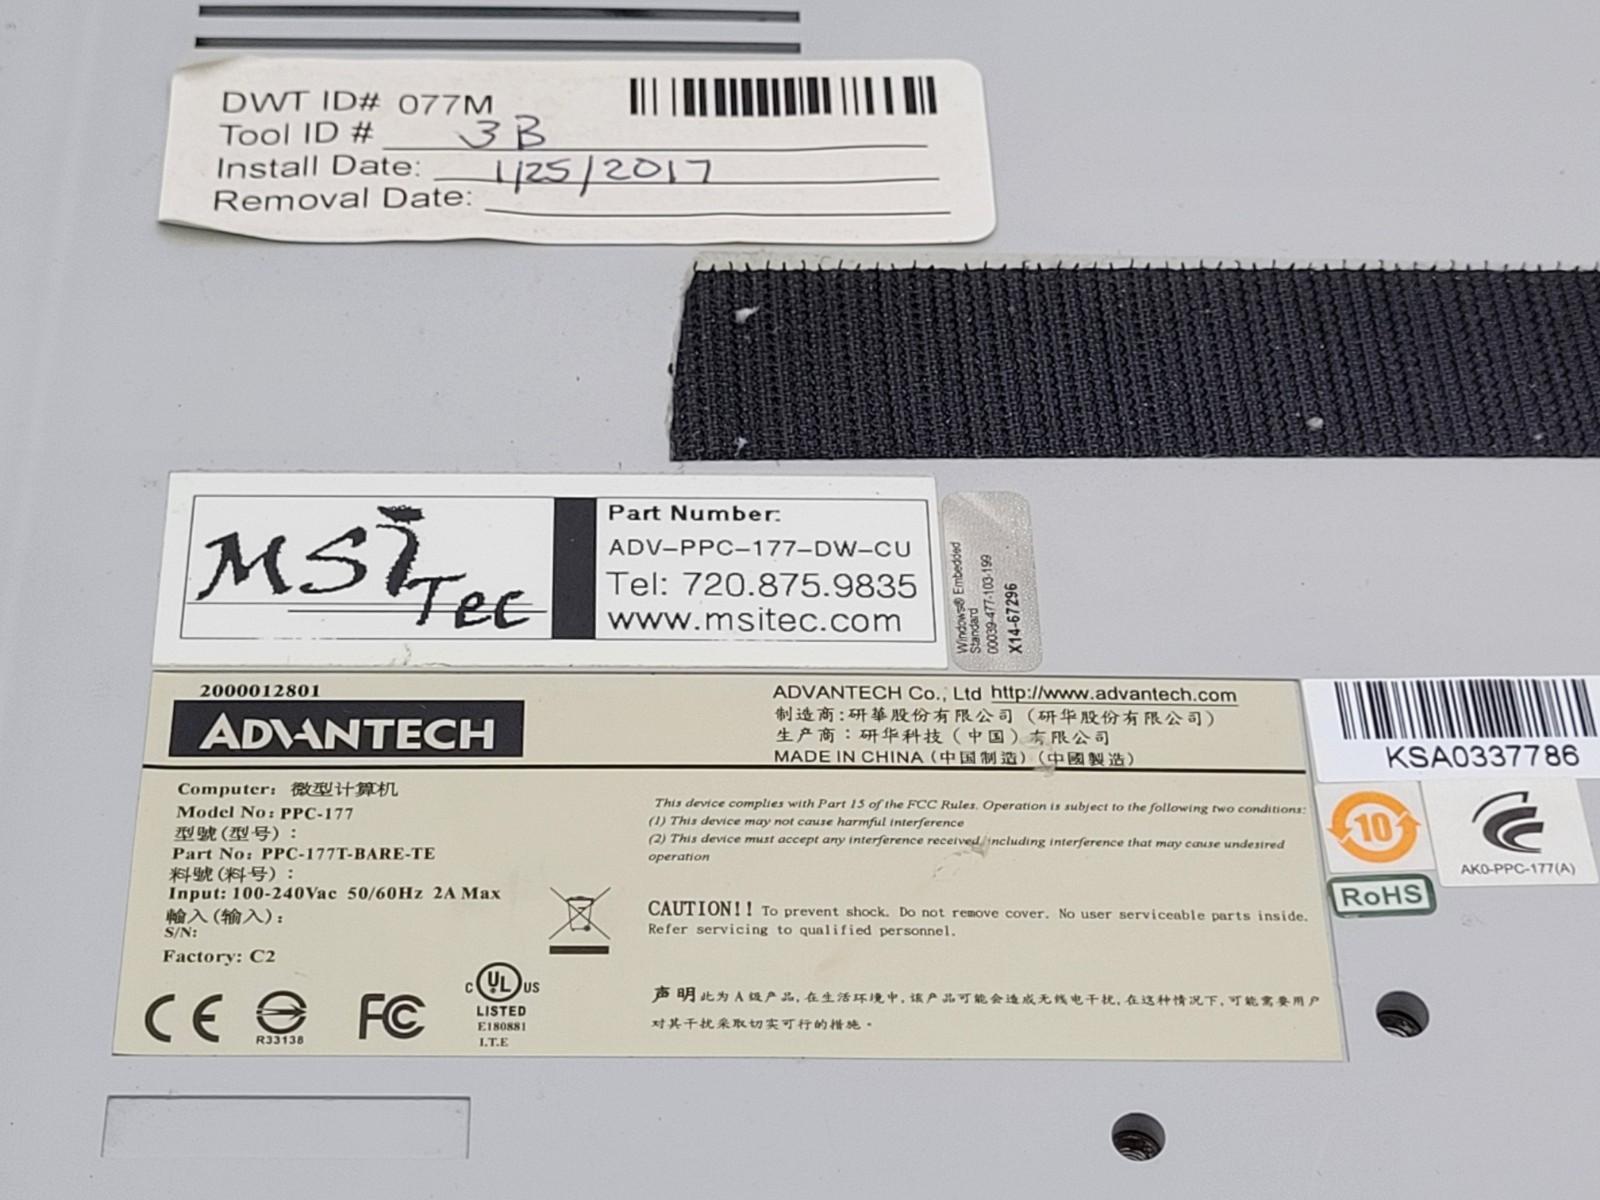 DWT ID# 077M
Tool ID # 3B
Install Date: 1/25/2017
Removal Date:
MSi Tec
Part Number:
ADV-PPC-177-DW-CU
Tel: 720.875.9835
www.msitec.com
Windows® Embedded
Standard
00039-477-103-199
X14-67296
2000012801
ADVANTECH
ADVANTECH Co., Ltd http://www.advantech.com
制造商:研華股份有限公司 (研华股份有限公司)
生产商:研华科技(中国)有限公司
MADE IN CHINA (中国制造) (中國製造)
KSA0337786
Computer: 微型计算机
Model No: PPC-177
型號(型号):
Part No: PPC-177T-BARE-TE
料號(料号):
Input: 100-240Vac 50/60Hz 2A Max
輸入(输入):
S/N:
Factory: C2
This device complies with Part 15 of the FCC Rules. Operation is subject to the following two conditions:
(1) This device may not cause harmful interference
(2) This device must accept any interference received, including interference that may cause undesired
operation
CAUTION!! To prevent shock. Do not remove cover. No user serviceable parts inside.
Refer servicing to qualified personnel.
声明 此为A级产品,在生活环境中,该产品可能会造成无线电干扰,在这种情况下,可能需要用户
对其干扰采取切实可行的措施。
CE
R33138
FC
C UL US
LISTED
E180881
I.T.E
10
AK0-PPC-177(A)
RoHS